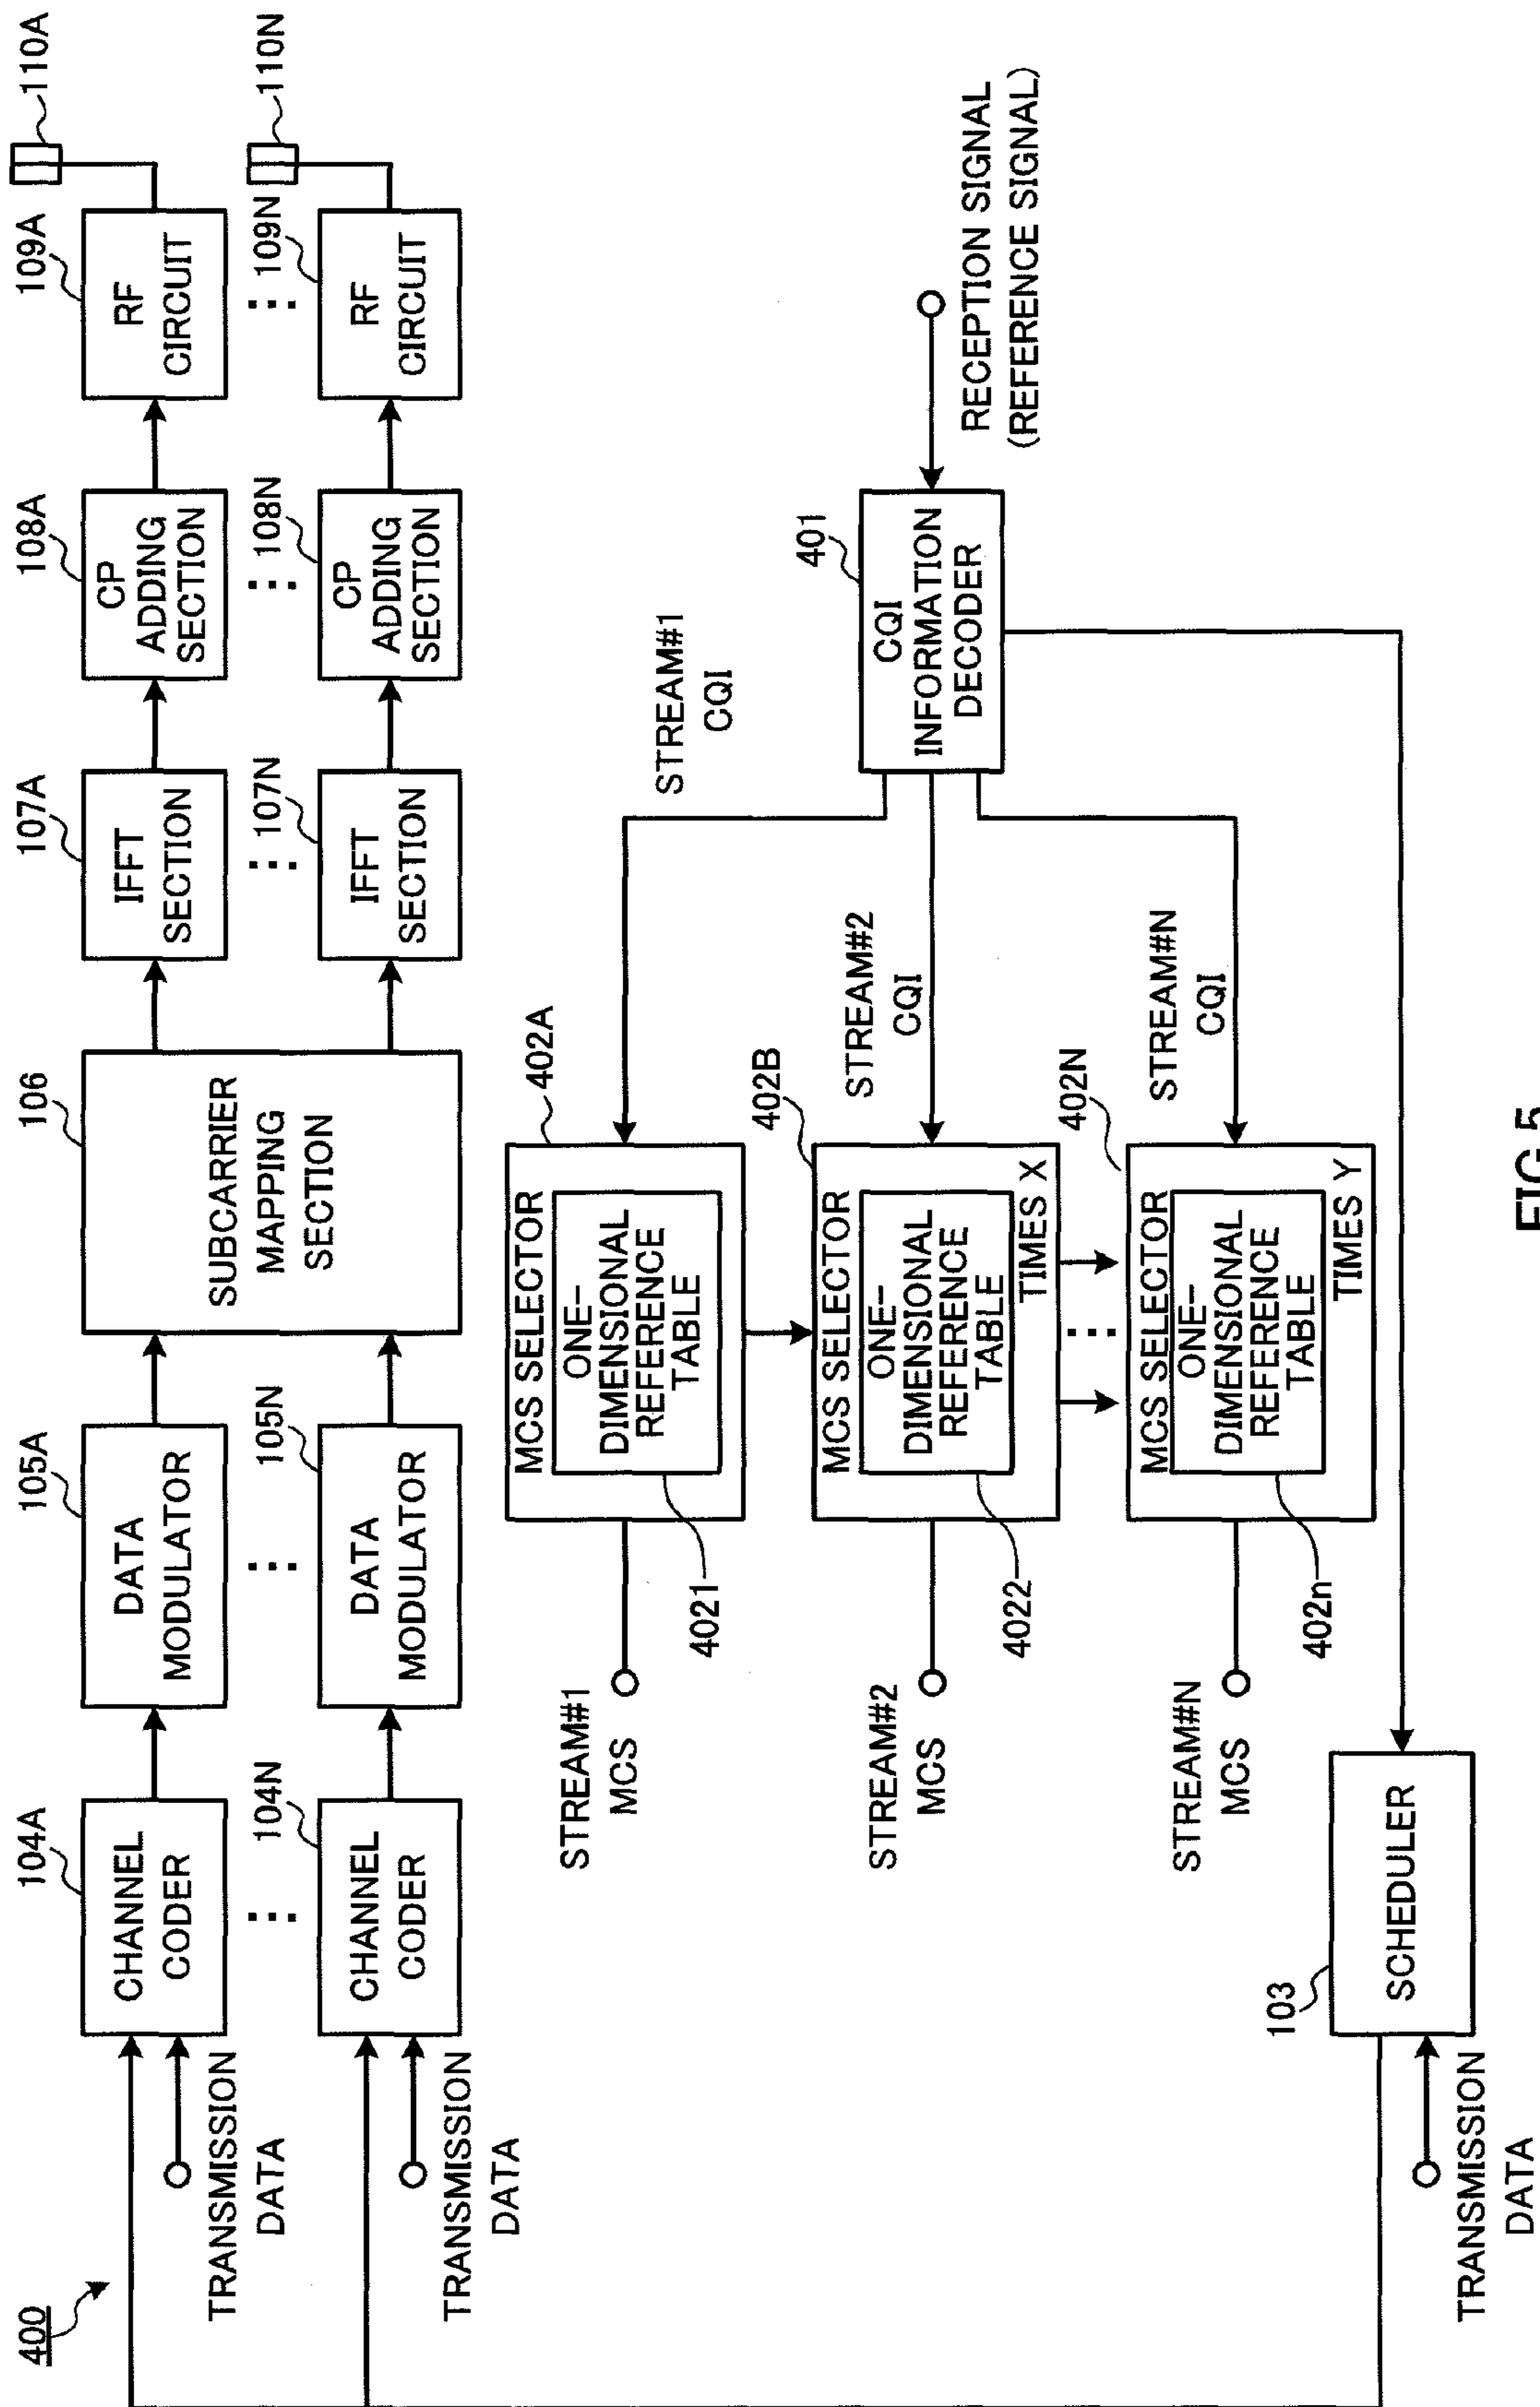 400
TRANSMISSION
DATA
104A
CHANNEL
CODER
105A
DATA
MODULATOR
106
SUBCARRIER
MAPPING
SECTION
107A
IFFT
SECTION
108A
CP
ADDING
SECTION
109A
RF
CIRCUIT
110A
TRANSMISSION
DATA
104N
CHANNEL
CODER
105N
DATA
MODULATOR
107N
IFFT
SECTION
108N
CP
ADDING
SECTION
109N
RF
CIRCUIT
110N
STREAM#1
MCS
4021
402A
MCS SELECTOR
ONE-
DIMENSIONAL
REFERENCE
TABLE
STREAM#1
CQI
STREAM#2
MCS
4022
402B
MCS SELECTOR
ONE-
DIMENSIONAL
REFERENCE
TABLE
TIMES X
STREAM#2
CQI
401
CQI
INFORMATION
DECODER
RECEPTION SIGNAL
(REFERENCE SIGNAL)
STREAM#N
MCS
402n
402N
MCS SELECTOR
ONE-
DIMENSIONAL
REFERENCE
TABLE
TIMES Y
STREAM#N
CQI
103
SCHEDULER
TRANSMISSION
DATA
FIG.5